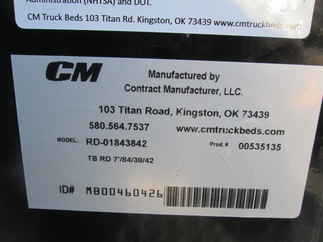 Administration (NHTSA) and DOT.
CM Truck Beds 103 Titan Rd. Kingston, OK 73439 www.cmtruckbeds.com
CM
Manufactured by
Contract Manufacturer, LLC.
103 Titan Road, Kingston, OK 73439
580.564.7537 www.cmtruckbeds.com
MODEL: RD-01843842 Prod. # 00535135
TB RD 7'/84/38/42
ID# MB00460426